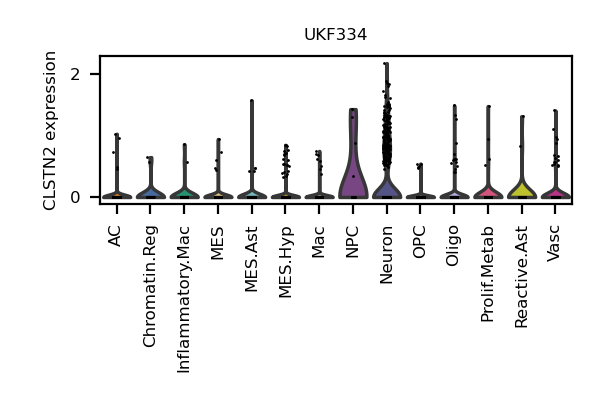 UKF334
CLSTN2 expression
2
0
AC
Chromatin.Reg
Inflammatory.Mac
MES
MES.Ast
MES.Hyp
Mac
NPC
Neuron
OPC
Oligo
Prolif.Metab
Reactive.Ast
Vasc